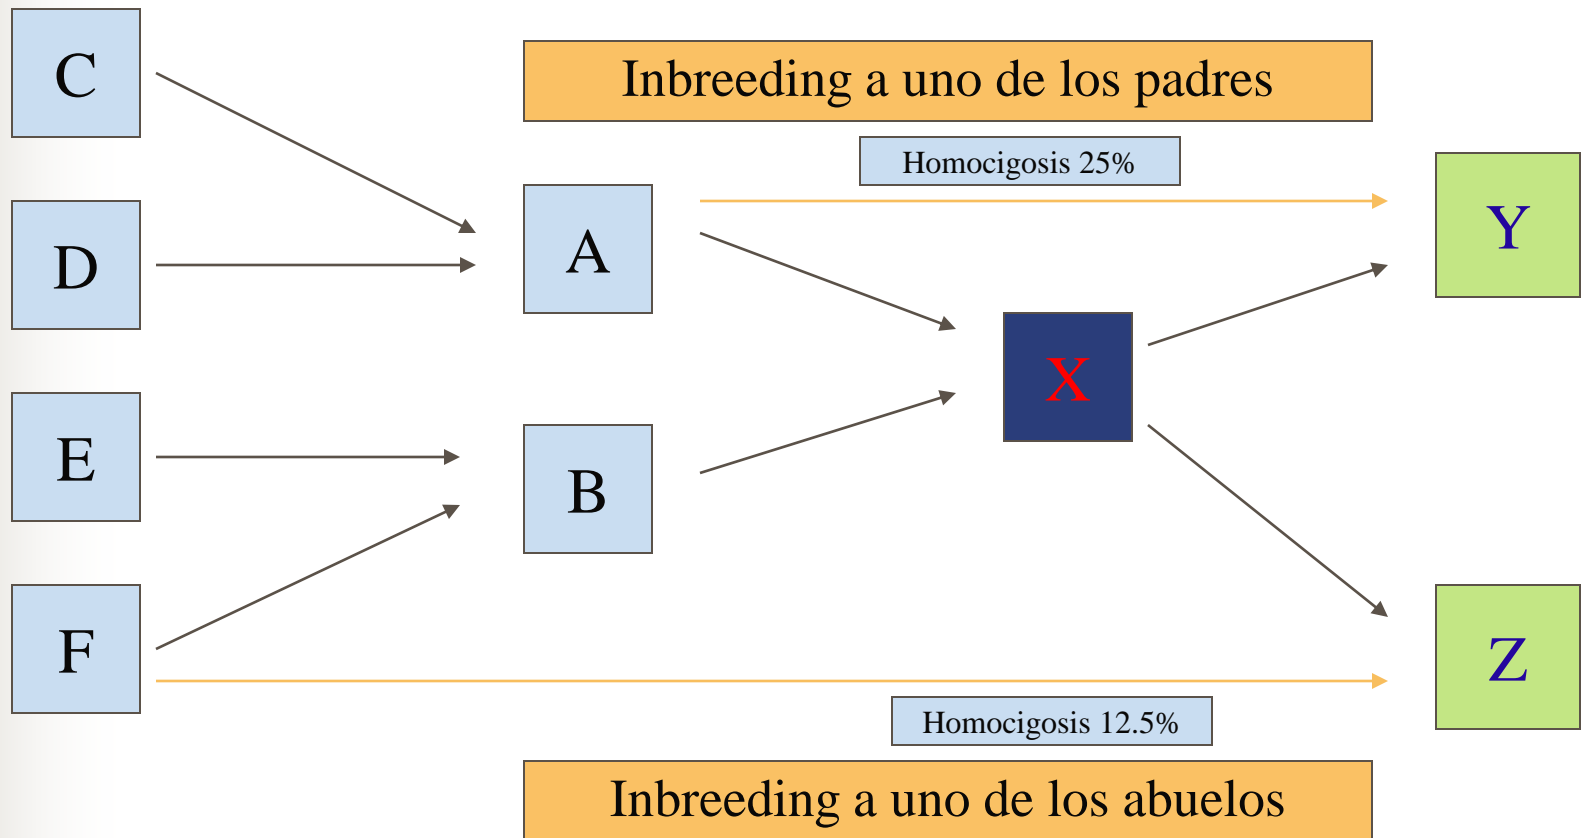 C
Inbreeding a uno de los padres
Homocigosis 25%
D
A
Y
X
E
B
F
Z
Homocigosis 12.5%
Inbreeding a uno de los abuelos